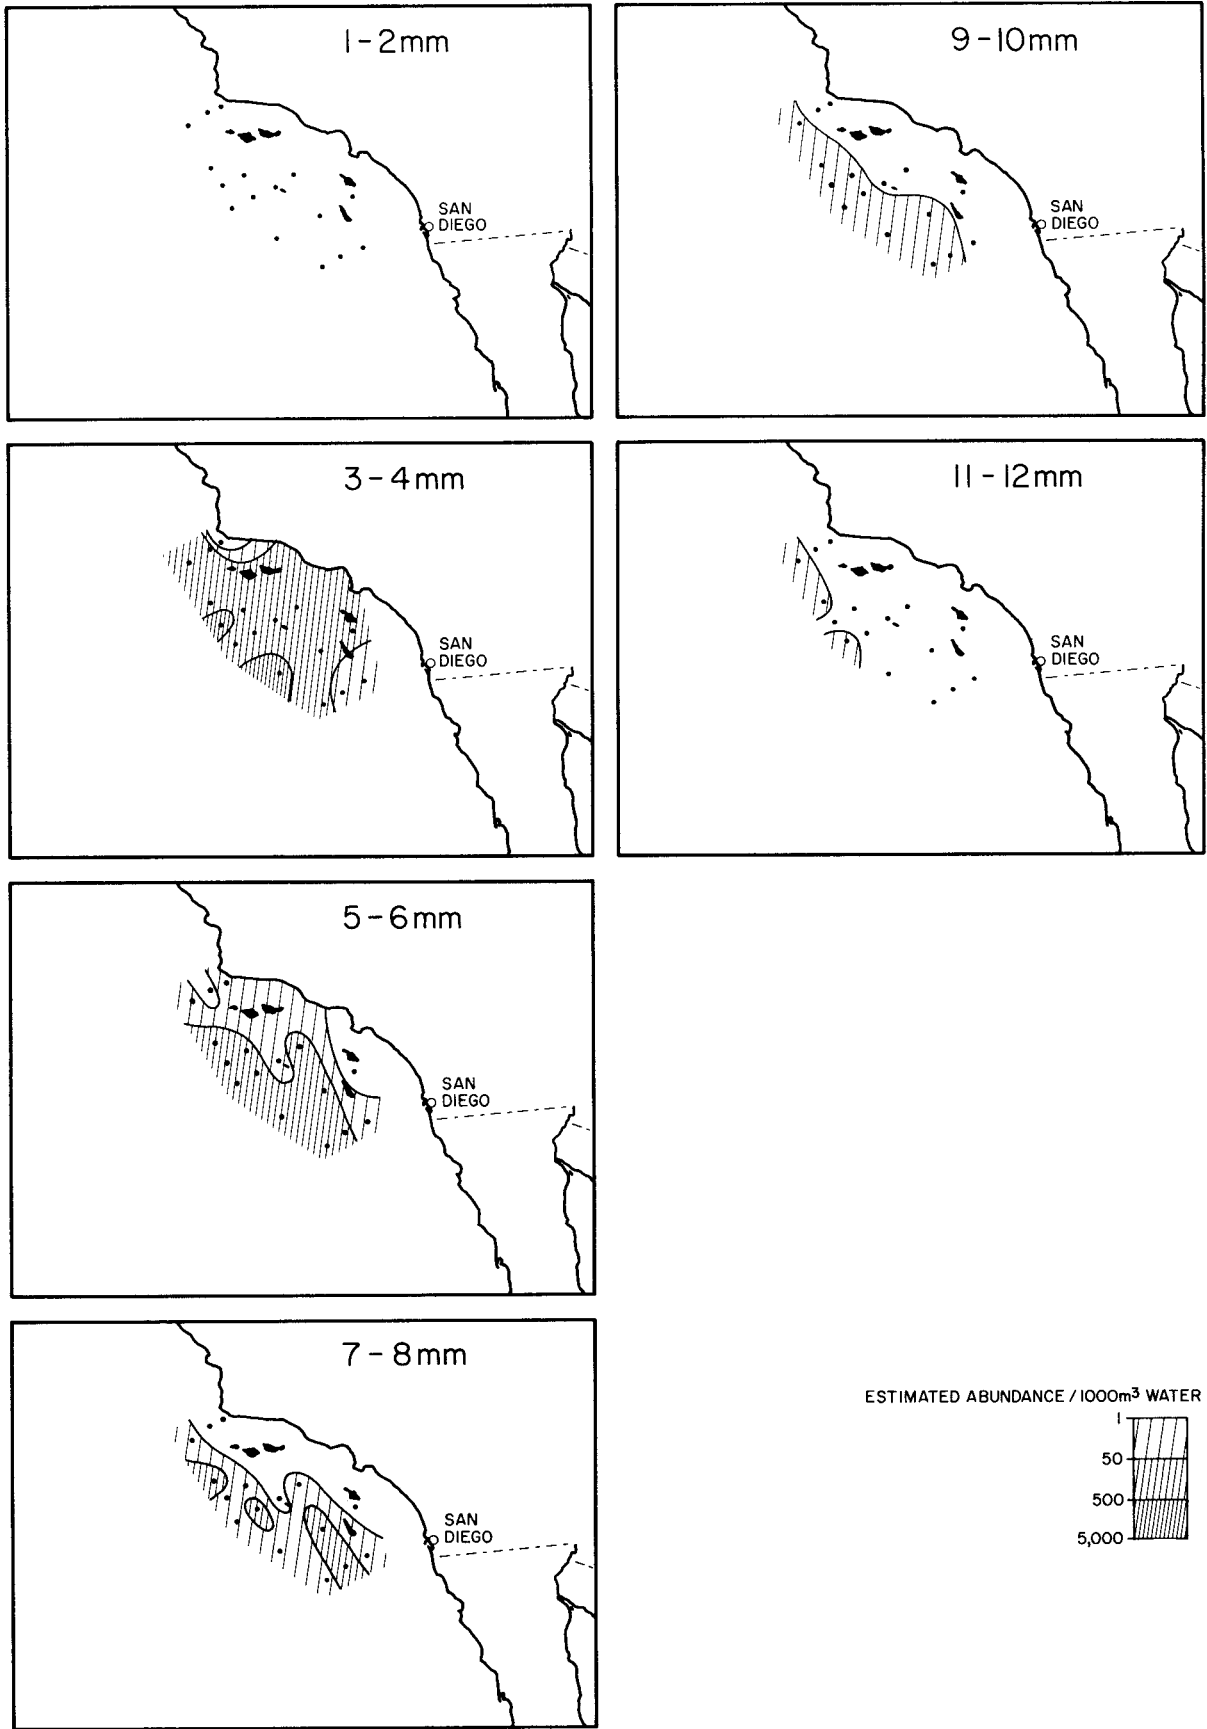 1-2mm
SAN
DIEGO
9-10mm
SAN
DIEGO
3-4mm
SAN
DIEGO
11-12mm
SAN
DIEGO
5-6mm
SAN
DIEGO
7-8mm
SAN
DIEGO
ESTIMATED ABUNDANCE / 1000m³ WATER
1
50
500
5,000